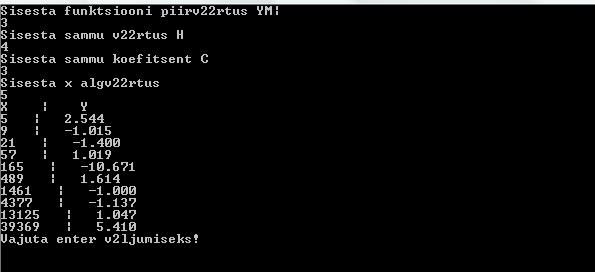 Sisesta funktsiooni piirv22rtus YM¦
3
Sisesta sammu v22rtus H
4
Sisesta sammu koefitsent C
3
Sisesta x algv22rtus
5
X ¦ Y
5 ¦ 2.544
9 ¦ -1.015
21 ¦ -1.400
57 ¦ 1.019
165 ¦ -10.671
489 ¦ 1.614
1461 ¦ -1.000
4377 ¦ -1.137
13125 ¦ 1.047
39369 ¦ 5.410
Vajuta enter v2ljumiseks!